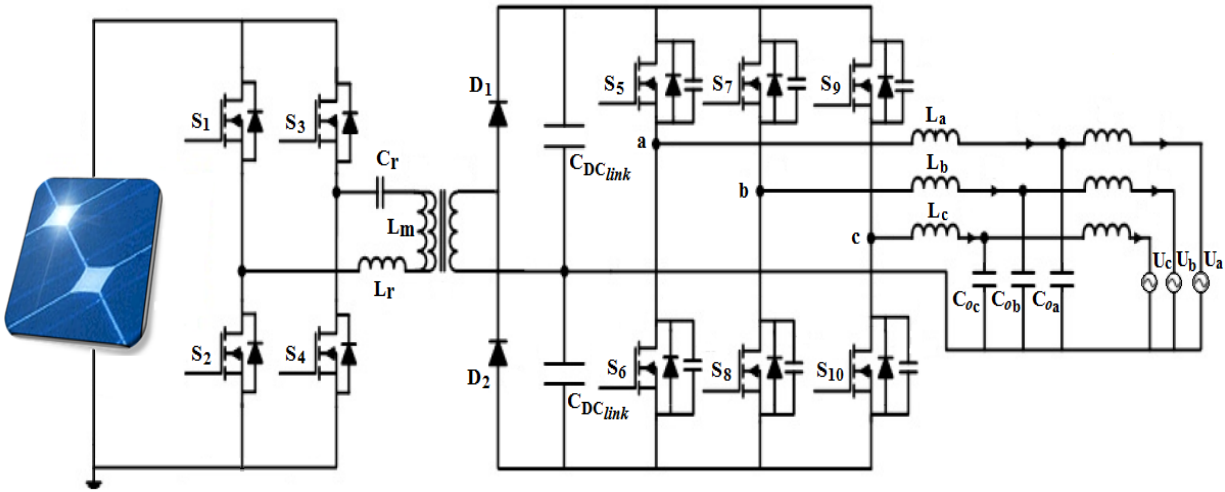 D1
S5
S7
S9
S1
S3
CDClink
a
La
Cr
b
Lb
Lm
c
Lc
Lr
Uc
Ub
Ua
Coc
Cob
Coa
S2
S4
D2
S6
S8
S10
CDClink